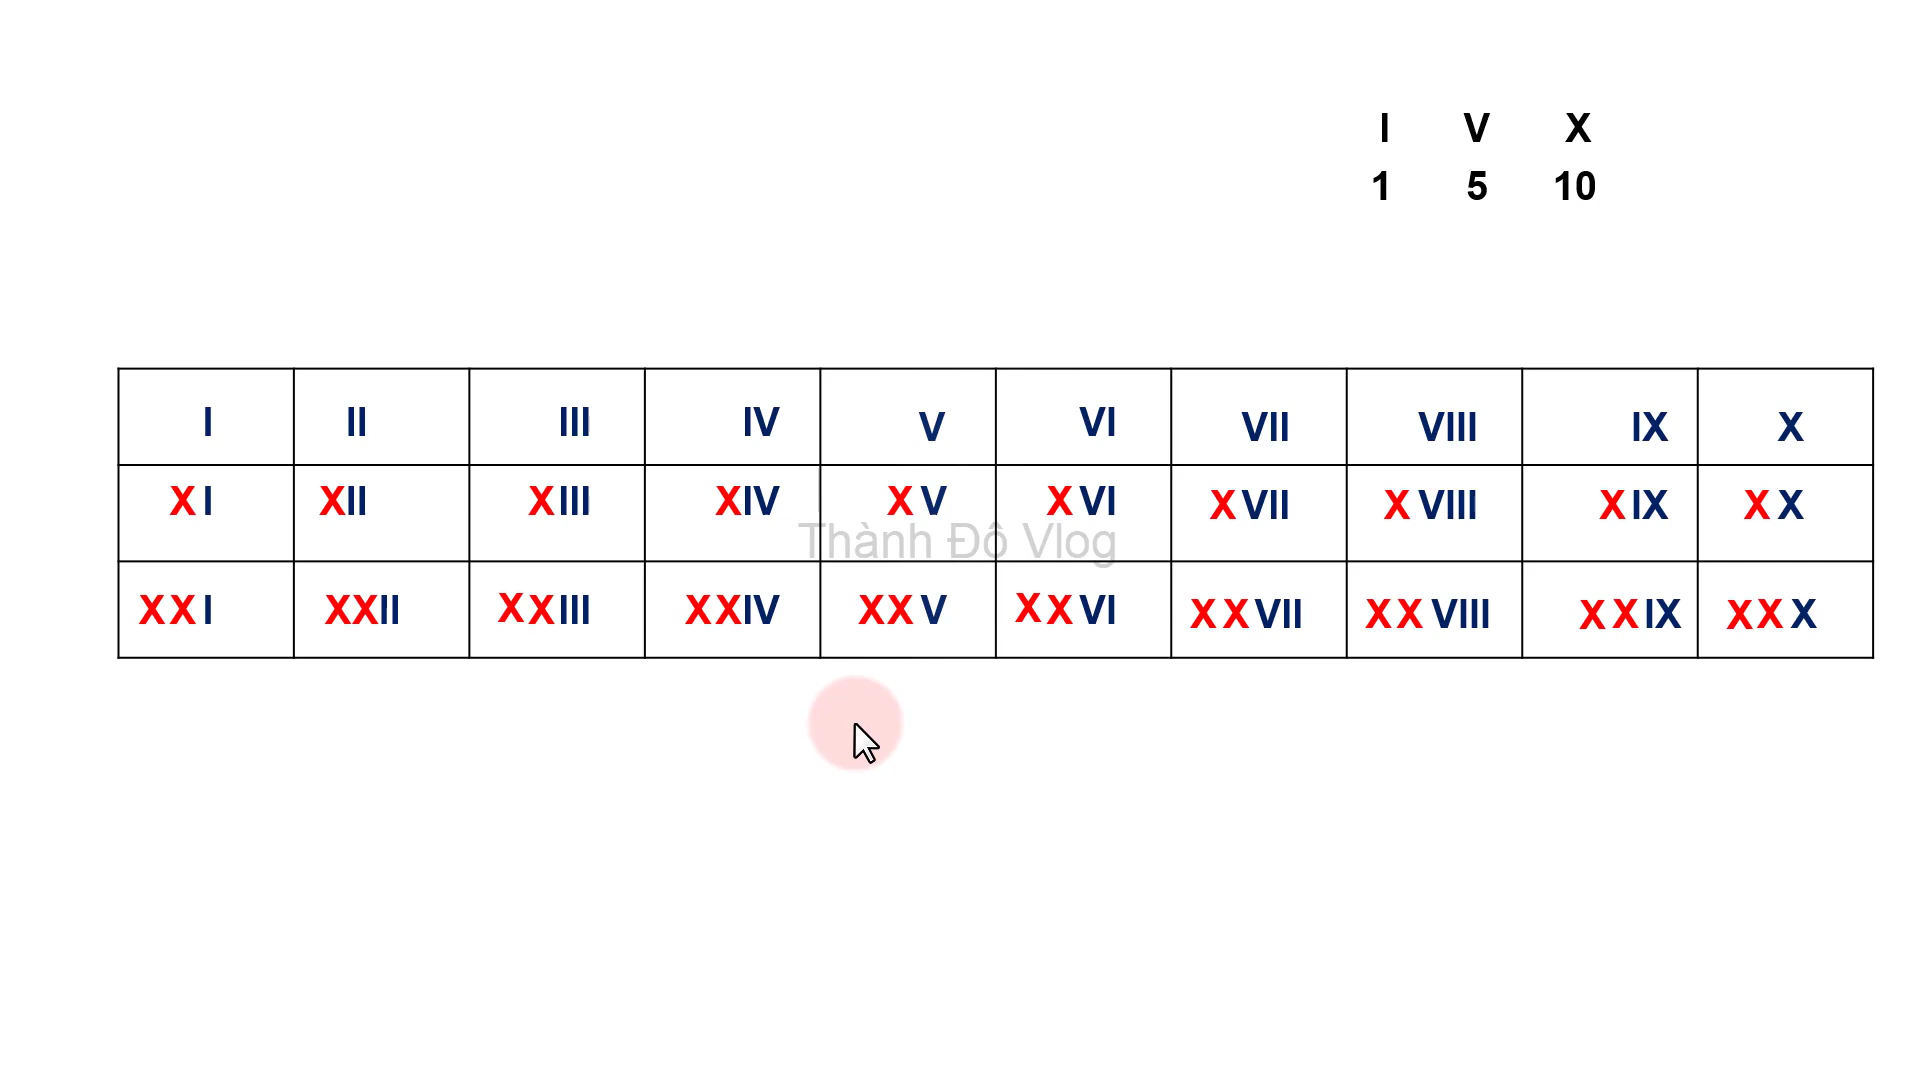 I V X
1 5 10
I II III IV V VI VII VIII IX X
XI XII XIII XIV XV XVI XVII XVIII XIX XX
Thành Đô Vlog
XXI XXII XXIII XXIV XXV XXVI XXVII XXVIII XXIX XXX